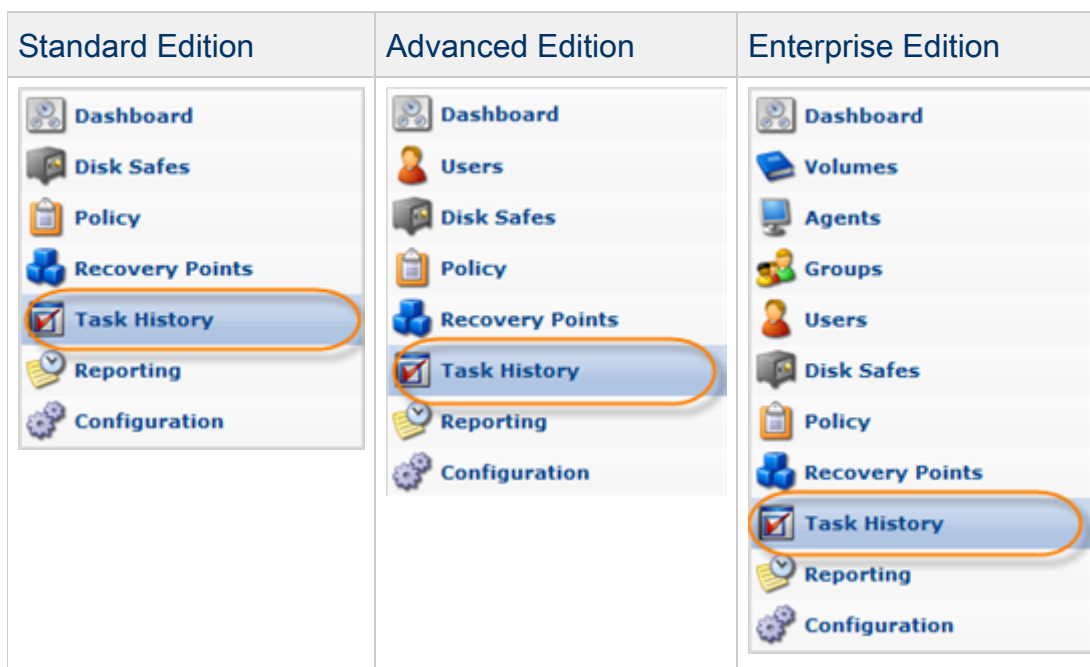 Standard Edition
Dashboard
Disk Safes
Policy
Recovery Points
Task History
Reporting
Configuration
Advanced Edition
Dashboard
Users
Disk Safes
Policy
Recovery Points
Task History
Reporting
Configuration
Enterprise Edition
Dashboard
Volumes
Agents
Groups
Users
Disk Safes
Policy
Recovery Points
Task History
Reporting
Configuration